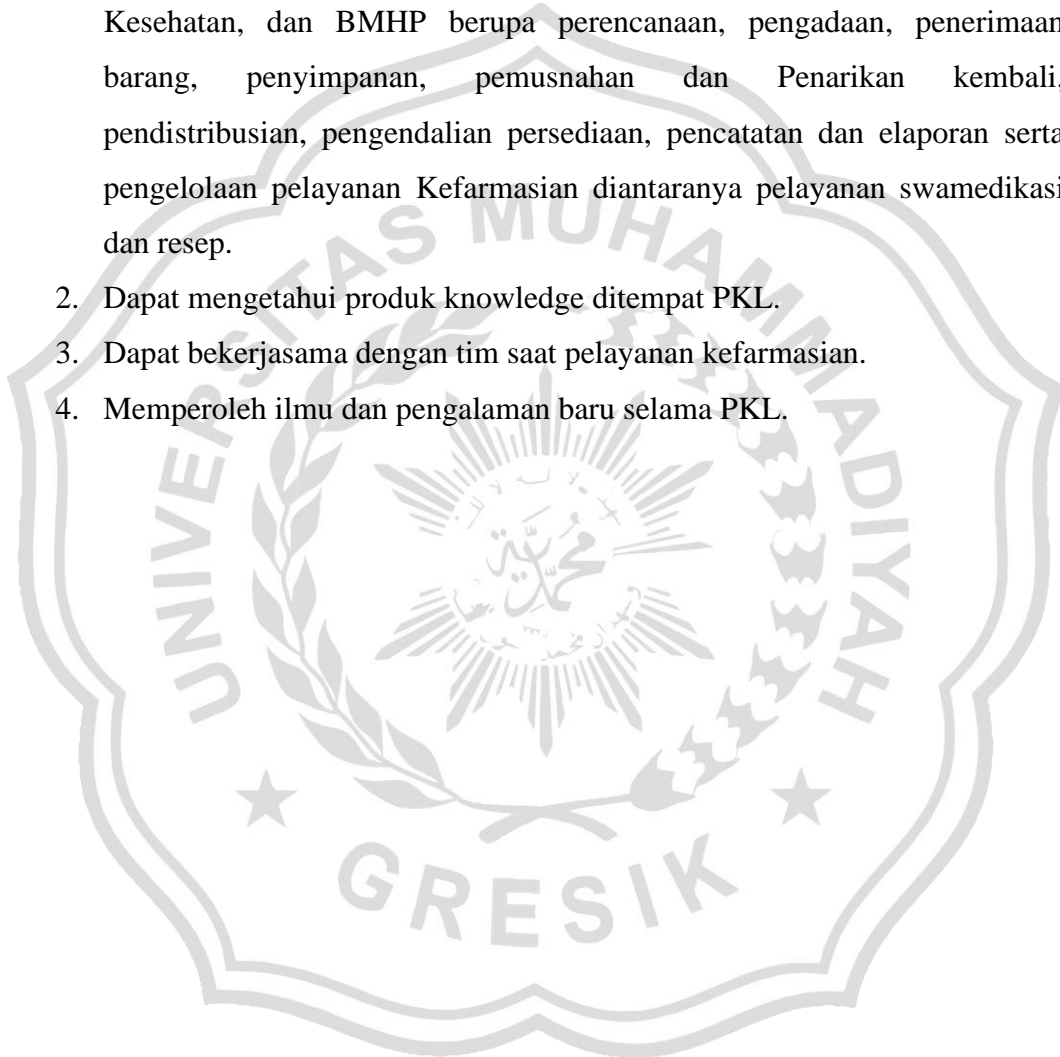 Kesehatan, dan BMHP berupa perencanaan, pengadaan, penerimaan
barang, penyimpanan, pemusnahan dan Penarikan kembali,
pendistribusian, pengendalian persediaan, pencatatan dan elaporan serta
pengelolaan pelayanan Kefarmasian diantaranya pelayanan swamedikasi
dan resep.
2. Dapat mengetahui produk knowledge ditempat PKL.
3. Dapat bekerjasama dengan tim saat pelayanan kefarmasian.
4. Memperoleh ilmu dan pengalaman baru selama PKL.
UNIVERSITAS MUHAMMADIYAH
GRESIK